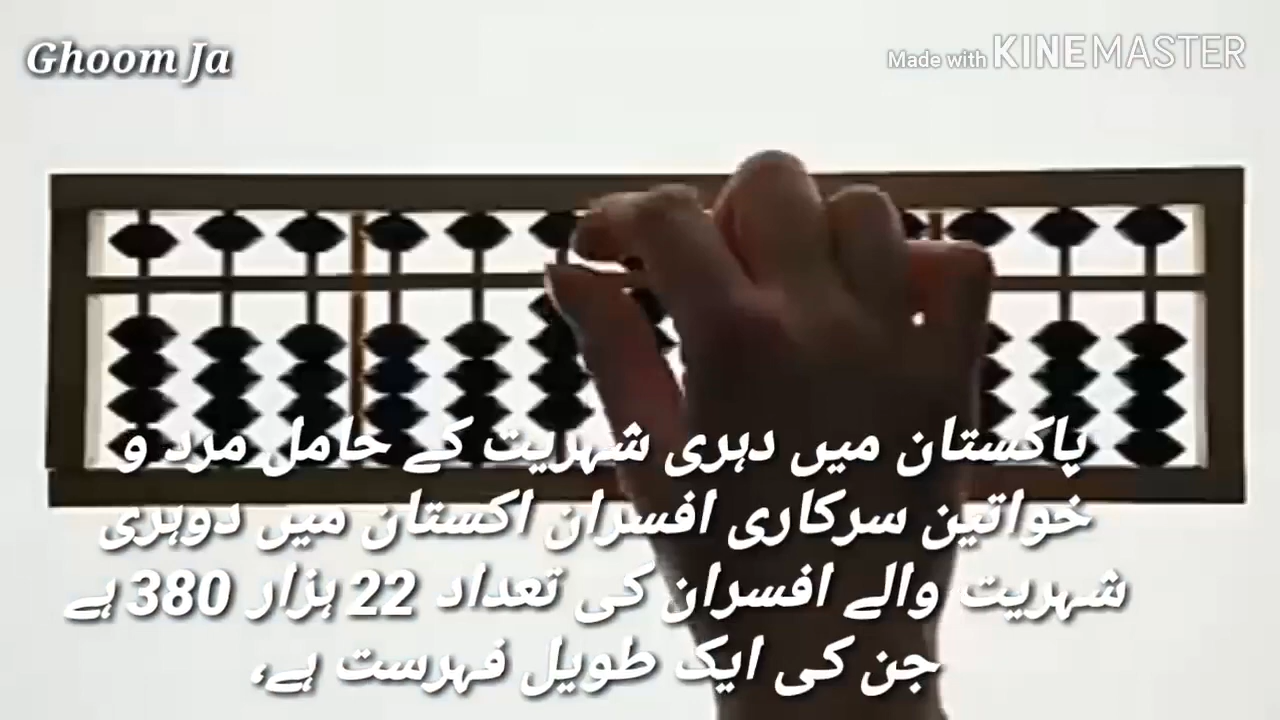 Ghoom Ja
Made with KINEMASTER
پاکستان میں دہری شہریت کے حامل مرد و
خواتین سرکاری افسران اکستان میں دوہری
شہریت والے افسران کی تعداد 22 ہزار 380 ہے
جن کی ایک طویل فہرست ہے،